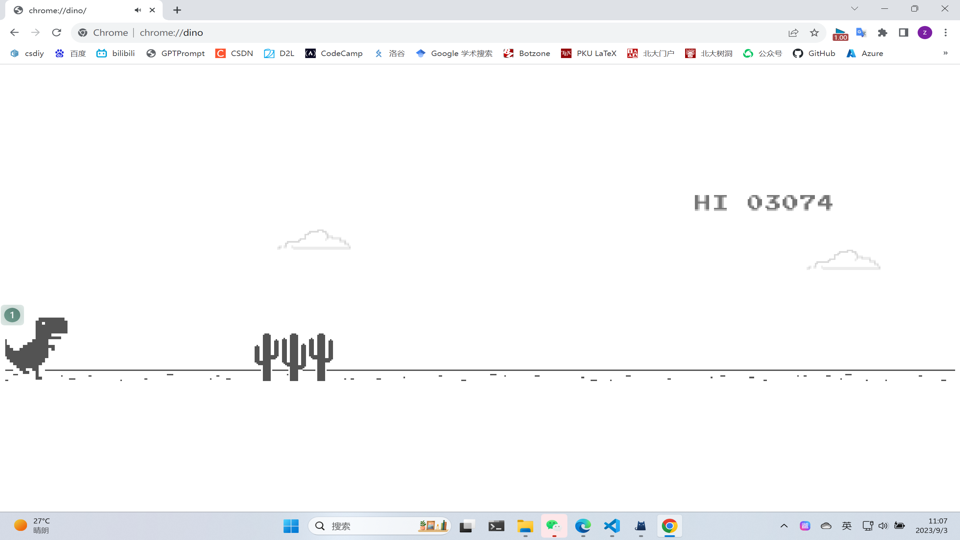 chrome://dino/
Chrome | chrome://dino
1.00
z
csdiy 百度 bilibili GPTPrompt CSDN D2L CodeCamp 洛谷 Google 学术搜索 Botzone PKU LaTeX 北大门户 北大树洞 公众号 GitHub Azure »
HI 03074
1
27°C
晴朗
搜索
英
11:07
2023/9/3